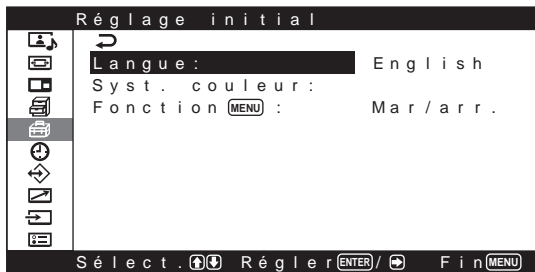 Réglage initial
Langue: English
Syst. couleur:
Fonction MENU : Mar/arr.
Sélect. Régler ENTER / Fin MENU